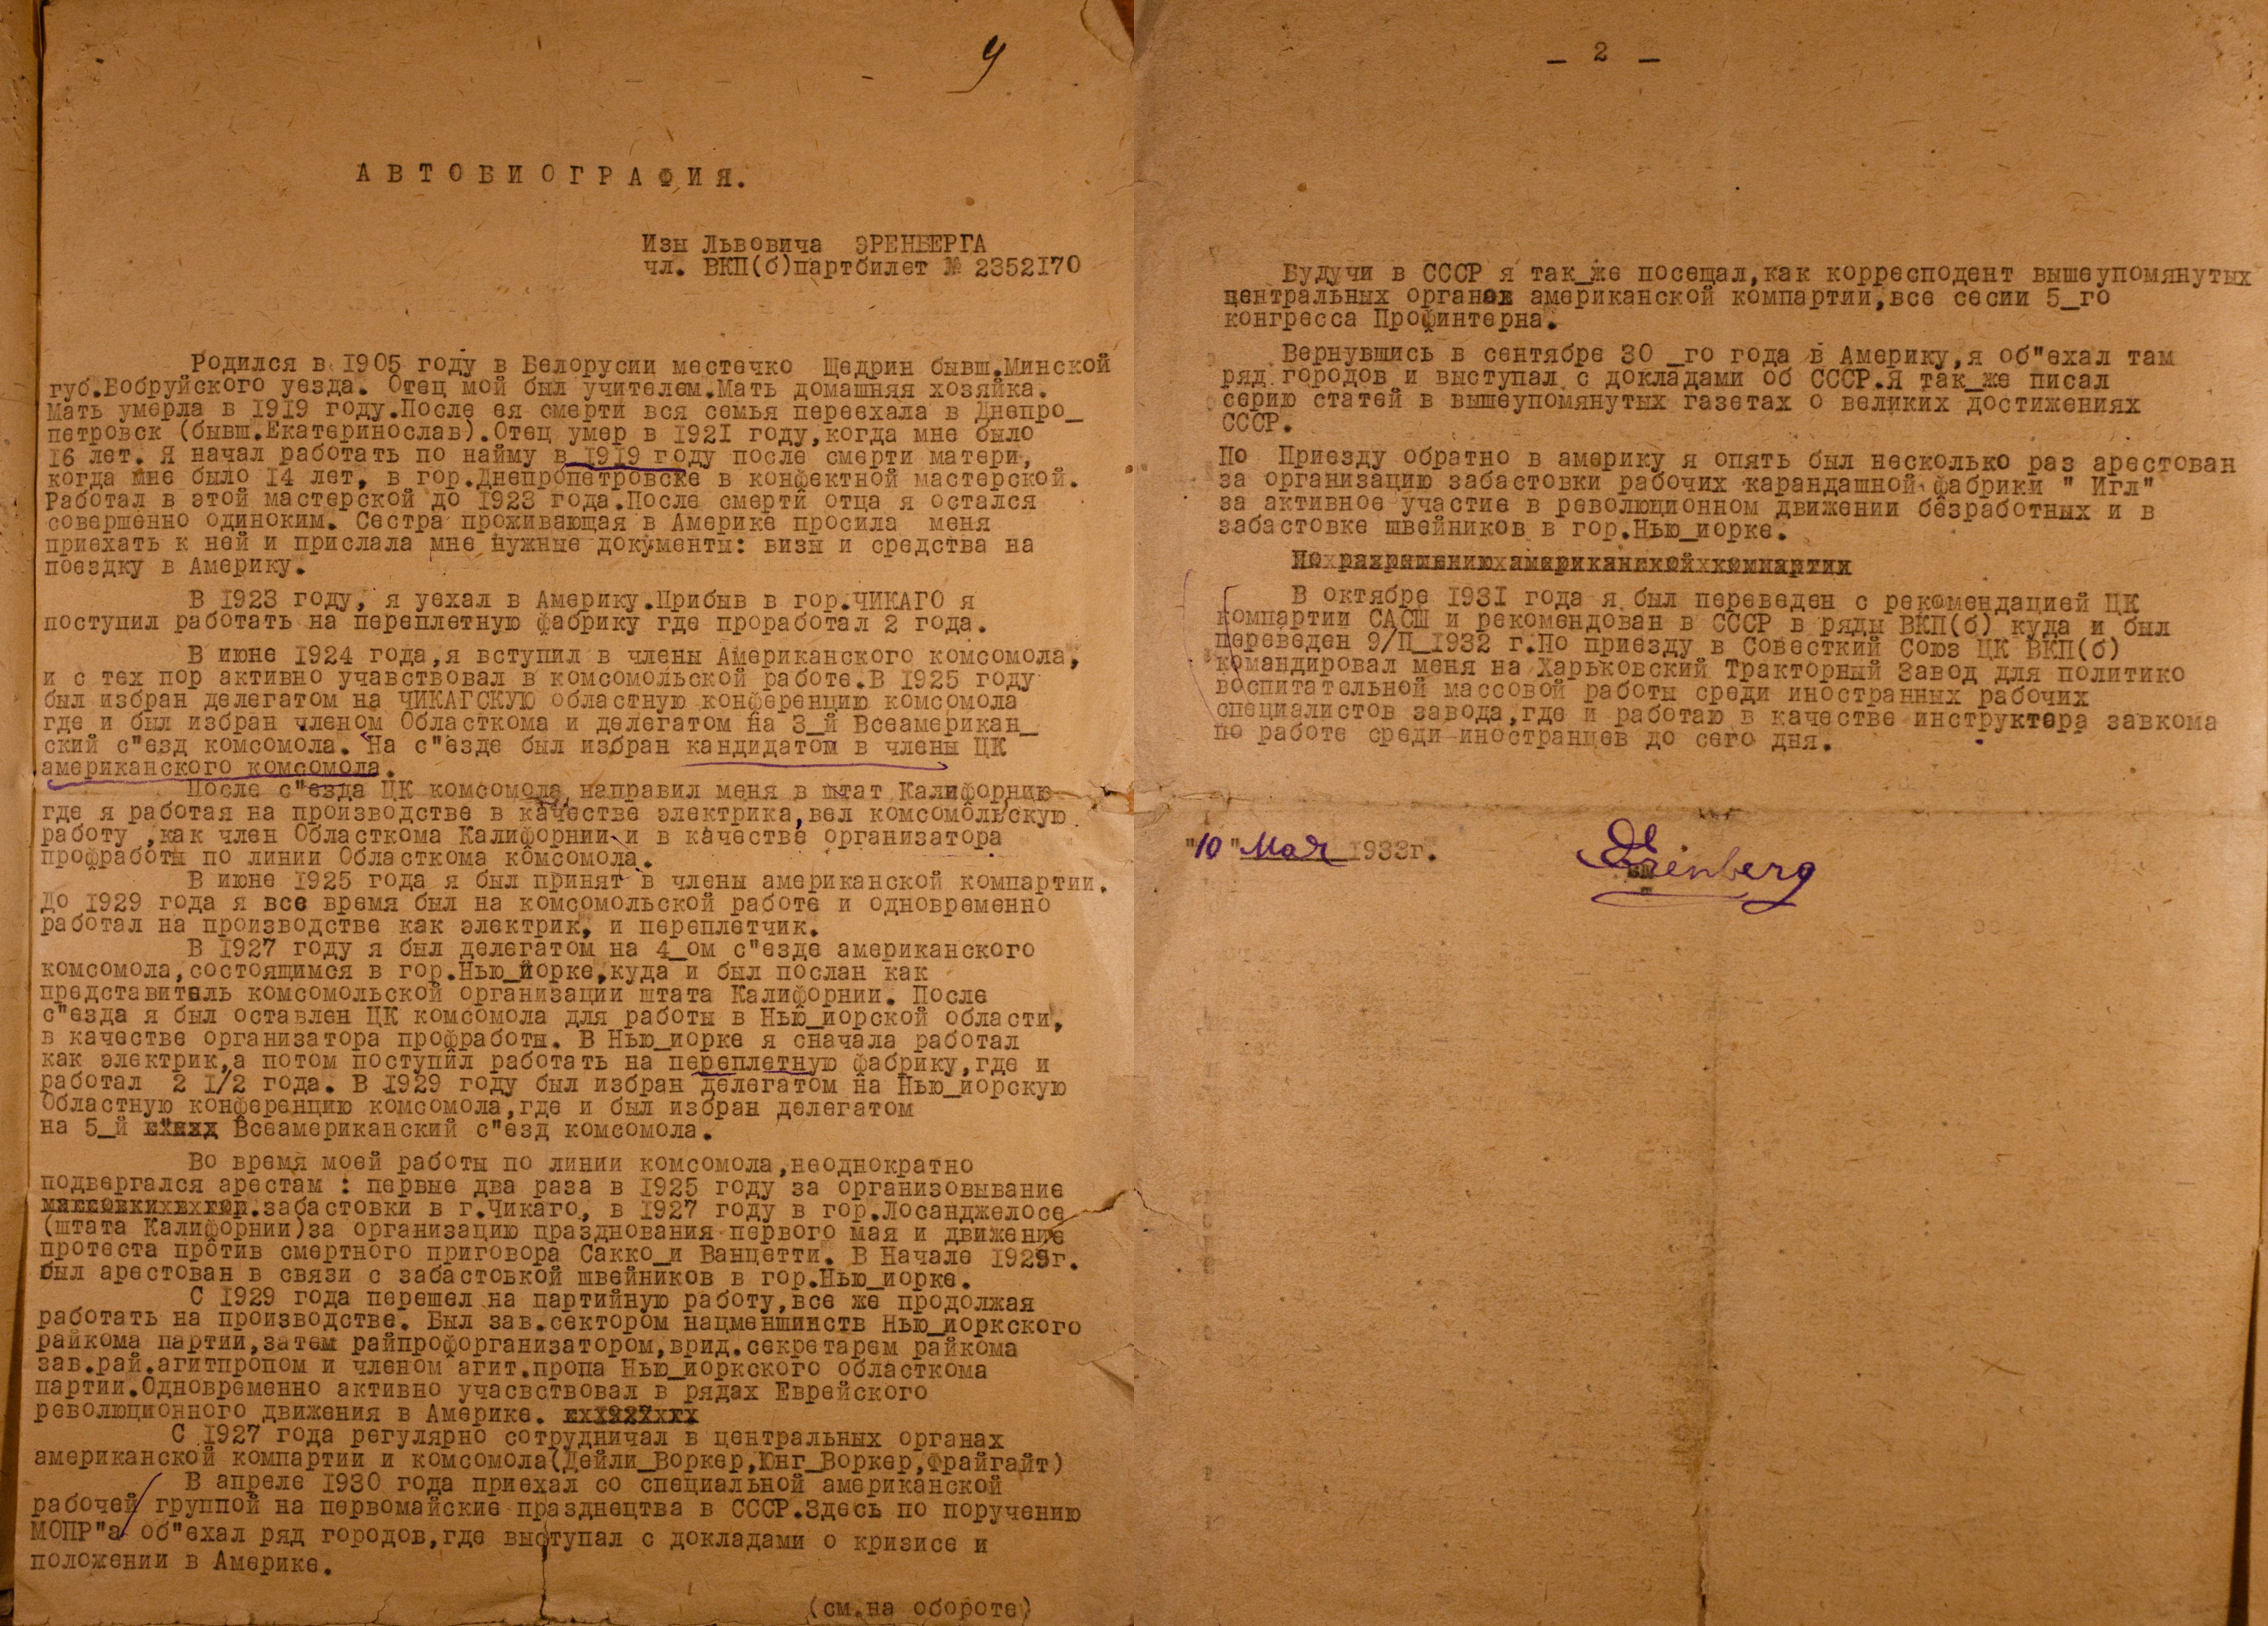 А В Т О Б И О Г Р А Ф И Я.
Изы Львовича ЭРЕНБЕРГА
чл. ВКП(б)партбилет № 2352170
Родился в 1905 году в Белорусии местечко Щедрин бывш.Минской
губ.Бобруйского уезда. Отец мой был учителем.Мать домашняя хозяйка.
Мать умерла в 1919 году.После ея смерти вся семья переехала в Днепро_
петровск (бывш.Екатеринослав).Отец умер в 1921 году,когда мне было
16 лет. Я начал работать по найму в 1919 году после смерти матери,
когда мне было 14 лет, в гор.Днепропетровске в конфектной мастерской.
Работал в этой мастерской до 1923 года.После смерти отца я остался
совершенно одиноким. Сестра проживающая в Америке просила меня
приехать к ней и прислала мне нужные документы: визы и средства на
поездку в Америку.
В 1923 году, я уехал в Америку.Прибыв в гор.ЧИКАГО я
поступил работать на переплетную фабрику где проработал 2 года.
В июне 1924 года,я вступил в члены Американского комсомола,
и с тех пор активно учавствовал в комсомольской работе.В 1925 году
был избран делегатом на ЧИКАГСКУЮ областную конференцию комсомола
где и был избран членом Областкома и делегатом на 3_й Всеамерикан_
ский с"езд комсомола. На с"езде был избран кандидатом в члены ЦК
американского комсомола.
После с"езда ЦК комсомола направил меня в штат Калифорнию
где я работая на производстве в качестве электрика,вел комсомольскую
работу ,как член Областкома Калифорнии и в качестве организатора
профработы по линии Областкома комсомола.
В июне 1925 года я был принят в члены американской компартии.
До 1929 года я все время был на комсомольской работе и одновременно
работал на производстве как электрик, и переплетчик.
В 1927 году я был делегатом на 4_ом с"езде американского
комсомола,состоящимся в гор.Нью_Йорке,куда и был послан как
представитель комсомольской организации штата Калифорнии. После
с"езда я был оставлен ЦК комсомола для работы в Нью_иорской области,
в качестве организатора профработы. В Нью_иорке я сначала работал
как электрик,а потом поступил работать на переплетную фабрику,где и
работал 2 1/2 года. В 1929 году был избран делегатом на Нью_иорскую
Областную конференцию комсомола,где и был избран делегатом
на 5_й Всеамериканский с"езд комсомола.
Во время моей работы по линии комсомола,неоднократно
подвергался арестам : первые два раза в 1925 году за организовывание
забастовки в г.Чикаго, в 1927 году в гор.Лосанджелосе
(штата Калифорнии)за организацию празднования первого мая и движение
протеста против смертного приговора Сакко_и Ванцетти. В Начале 1929г.
был арестован в связи с забастовкой швейников в гор.Нью_иорке.
С 1929 года перешел на партийную работу,все же продолжая
работать на производстве. Был зав.сектором нацменшинств Нью_иоркского
райкома партии,затем райпрофорганизатором,врид.секретарем райкома
зав.рай.агитпропом и членом агит.пропа Нью_иоркского областкома
партии.Одновременно активно учасвствовал в рядах Еврейского
революционного движения в Америке.
С 1927 года регулярно сотрудничал в центральных органах
американской компартии и комсомола(Дейли_Воркер,Юнг_Воркер,Фрайгайт)
В апреле 1930 года приехал со специальной американской
рабочей группой на первомайские празднецтва в СССР.Здесь по поручению
МОПР"а об"ехал ряд городов,где выступал с докладами о кризисе и
положении в Америке.
(см.на обороте)
_ 2 _
Будучи в СССР я так_же посещал,как корресподент вышеупомянутых
центральных органов американской компартии,все сесии 5_го
конгресса Профинтерна.
Вернувшись в сентябре 30 _го года в Америку,я об"ехал там
ряд городов и выступал с докладами об СССР.Я так_же писал
серию статей в вышеупомянутых газетах о великих достижениях
СССР.
По Приезду обратно в америку я опять был несколько раз арестован
за организацию забастовки рабочих карандашной фабрики " Игл"
за активное участие в революционном движении безработных и в
забастовке швейников в гор.Нью_иорке.
По разрешению американской компартии
В октябре 1931 года я был переведен с рекомендацией ЦК
компартии САСШ и рекомендован в СССР в ряды ВКП(б) куда и был
переведен 9/П_1932 г.По приезду в Совесткий Союз ЦК ВКП(б)
командировал меня на Харьковский Тракторный Завод для политико
воспитательной массовой работы среди иностранных рабочих
специалистов завода,где и работаю в качестве инструктора завкома
по работе среди иностранцев до сего дня.
"10" Мая 1933г.
Erenberg